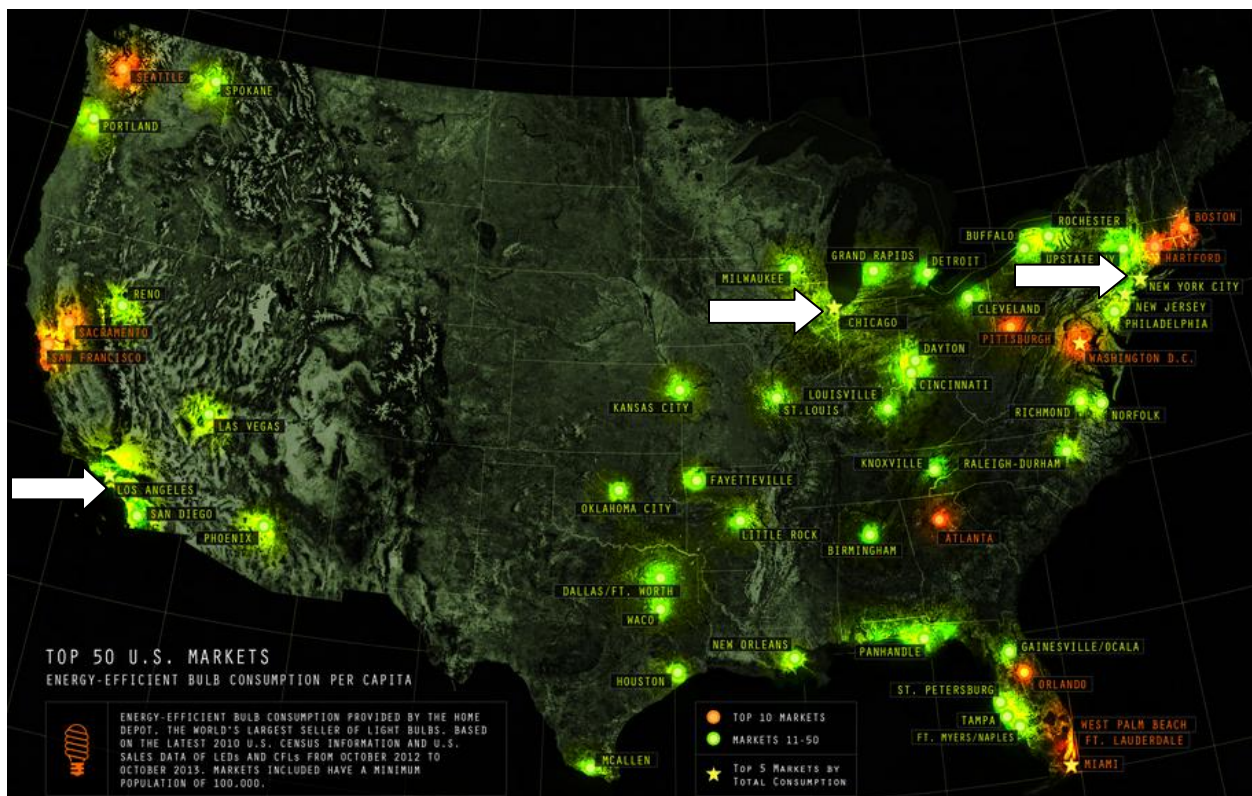 SEATTLE
SPOKANE
PORTLAND
BOSTON
ROCHESTER
BUFFALO
UPSTATE NY
HARTFORD
GRAND RAPIDS
DETROIT
MILWAUKEE
NEW YORK CITY
RENO
CLEVELAND
NEW JERSEY
CHICAGO
PHILADELPHIA
SACRAMENTO
PITTSBURGH
SAN FRANCISCO
DAYTON
WASHINGTON D.C.
CINCINNATI
LOUISVILLE
KANSAS CITY
ST.LOUIS
RICHMOND
NORFOLK
LAS VEGAS
KNOXVILLE
RALEIGH-DURHAM
FAYETTEVILLE
LOS ANGELES
OKLAHOMA CITY
SAN DIEGO
LITTLE ROCK
PHOENIX
ATLANTA
BIRMINGHAM
DALLAS/FT. WORTH
WACO
NEW ORLEANS
PANHANDLE
GAINESVILLE/OCALA
HOUSTON
ORLANDO
ST. PETERSBURG
TAMPA
WEST PALM BEACH
FT. MYERS/NAPLES
FT. LAUDERDALE
MCALLEN
MIAMI
TOP 50 U.S. MARKETS
ENERGY-EFFICIENT BULB CONSUMPTION PER CAPITA
ENERGY-EFFICIENT BULB CONSUMPTION PROVIDED BY THE HOME
DEPOT, THE WORLD'S LARGEST SELLER OF LIGHT BULBS. BASED
ON THE LATEST 2010 U.S. CENSUS INFORMATION AND U.S.
SALES DATA OF LEDs AND CFLs FROM OCTOBER 2012 TO
OCTOBER 2013. MARKETS INCLUDED HAVE A MINIMUM
POPULATION OF 100,000.
TOP 10 MARKETS
MARKETS 11-50
TOP 5 MARKETS BY
TOTAL CONSUMPTION